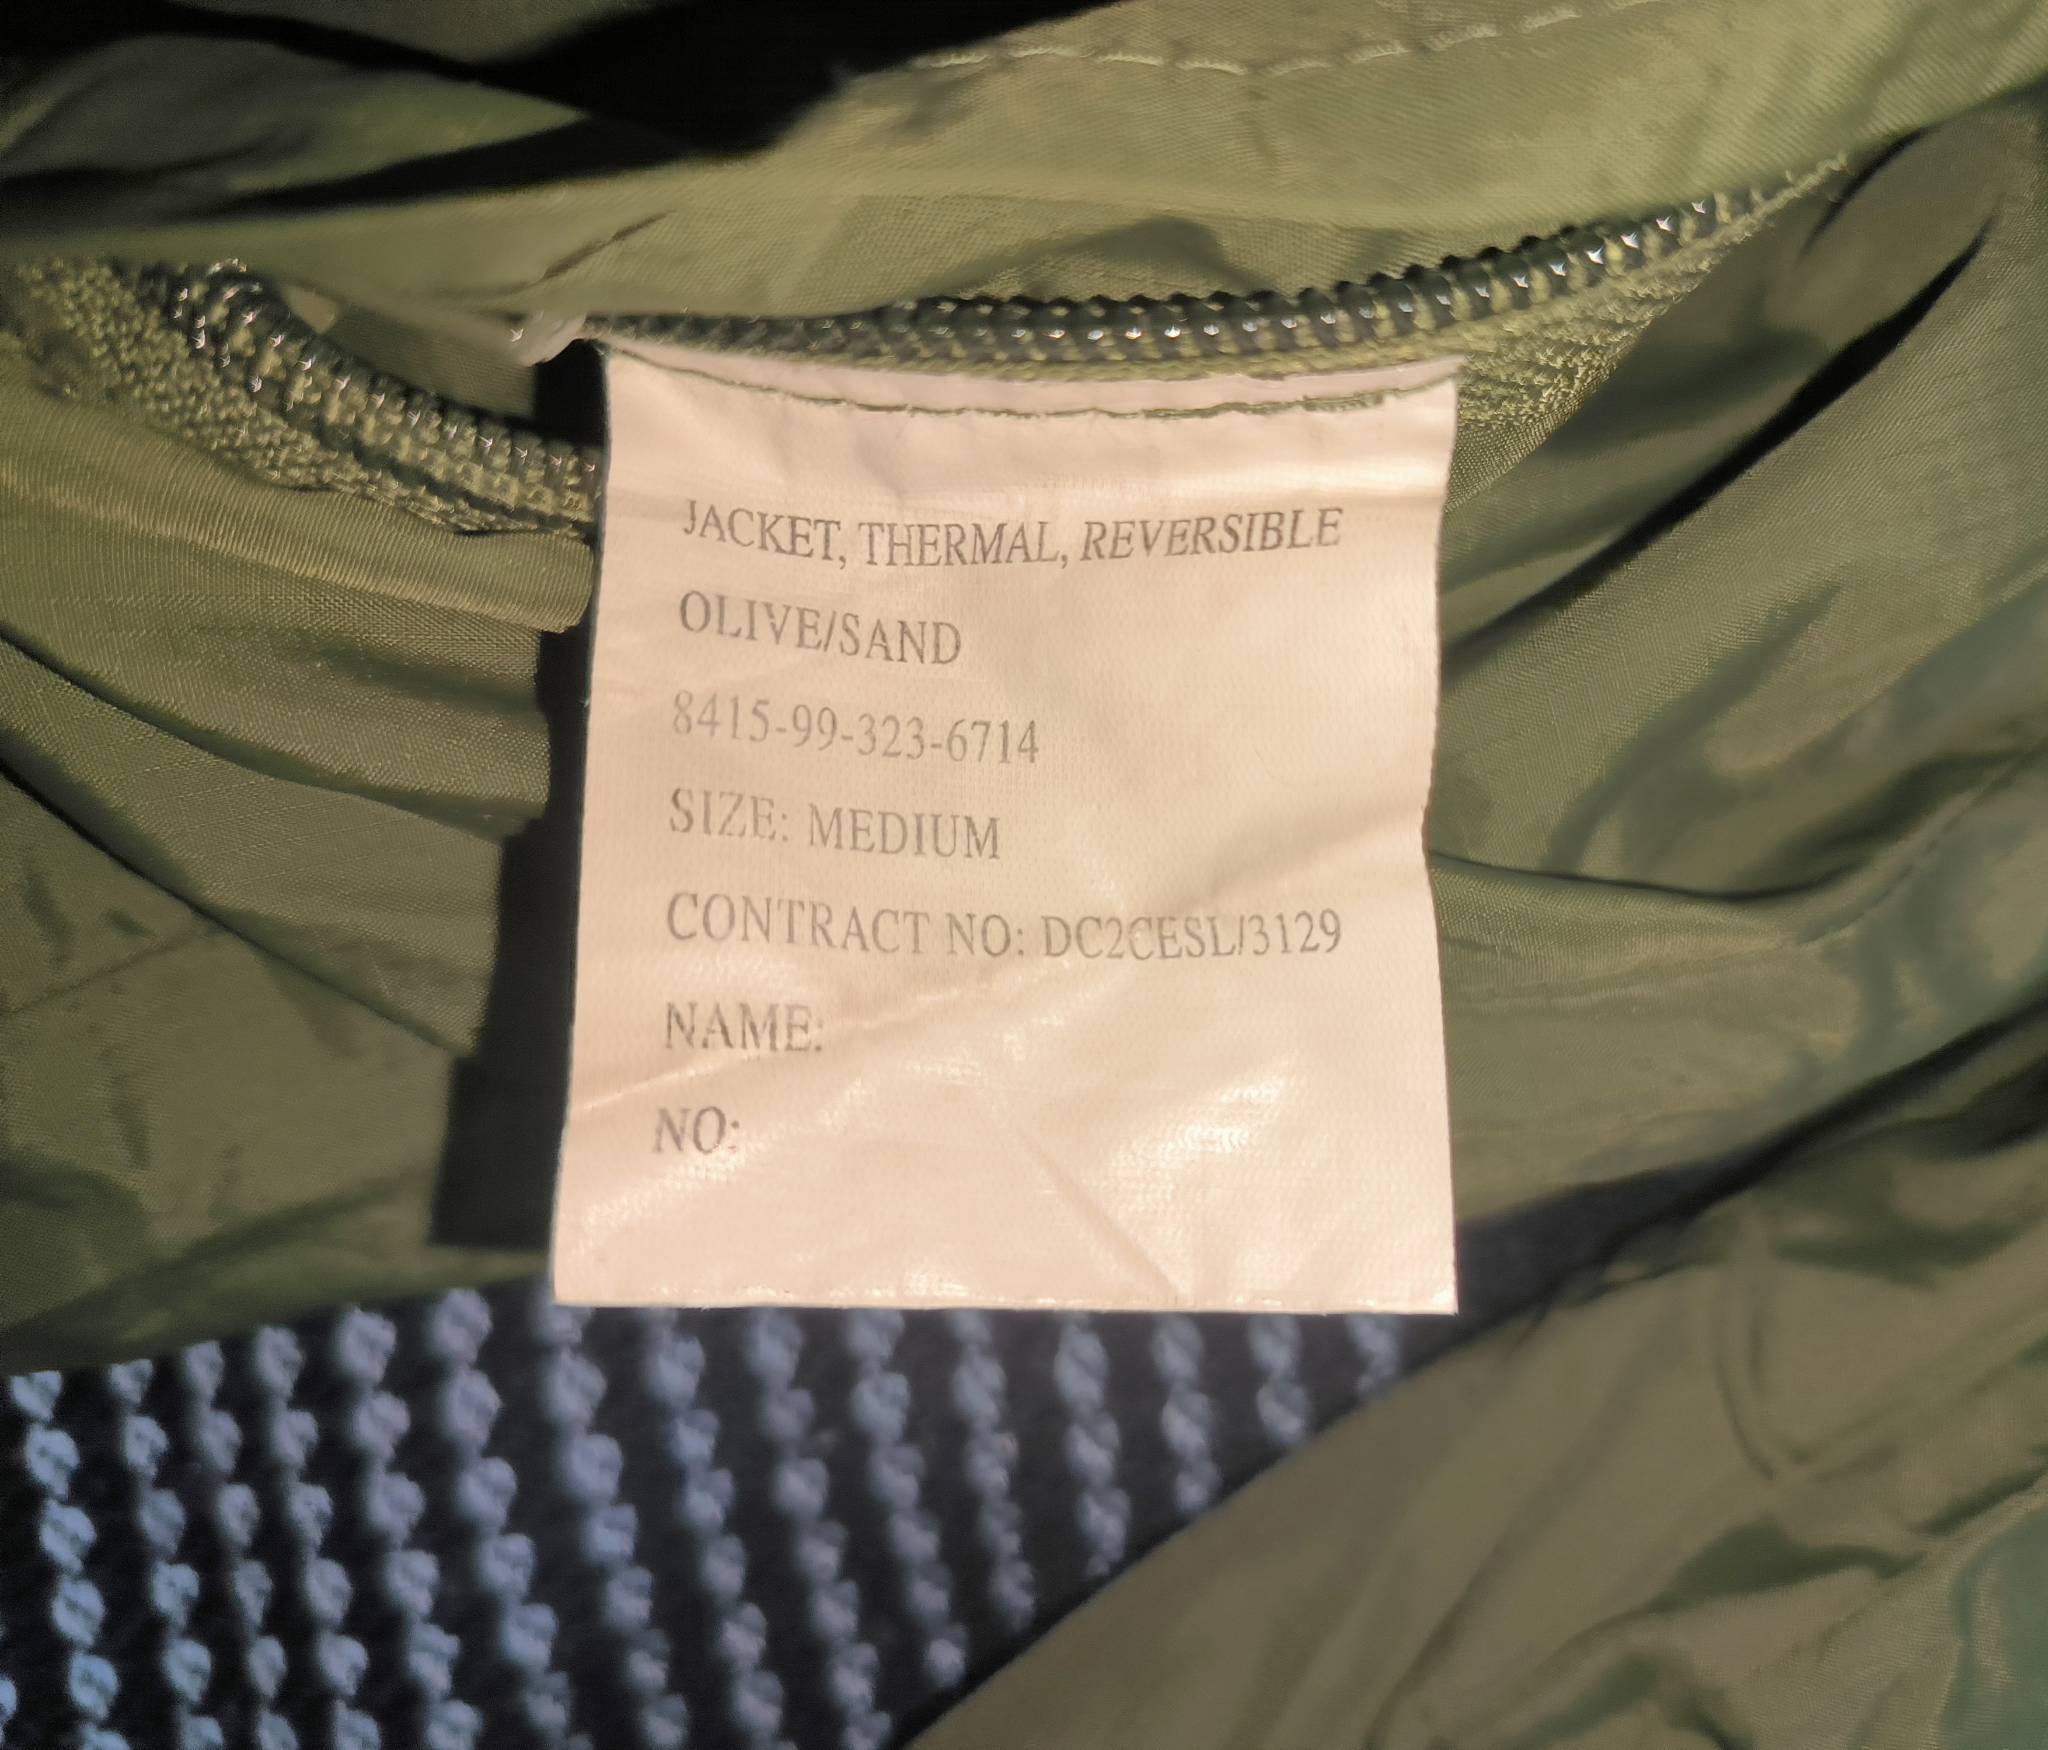 JACKET, THERMAL, REVERSIBLE
OLIVE/SAND
8415-99-323-6714
SIZE: MEDIUM
CONTRACT NO: DC2CESL/3129
NAME:
NO: